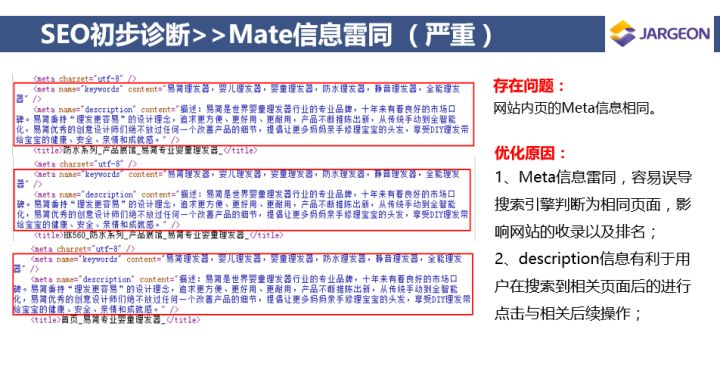 SEO初步诊断>>Mate信息雷同（严重）
JARGEON
<meta charset="utf-8" />
<meta name="keywords" content="易简理发器，婴儿理发器，婴童理发器，防水理发器，静音理发器，全能理发
器" />
<meta name="description" content="描述：易简是世界婴童理发器行业的专业品牌，十年来有着良好的市场口
碑。易简秉持“理发更容易”的设计理念，追求更方便、更好用、更耐用，产品不断推陈出新，从传统手动到全智能
化，易简优秀的创意设计师们绝不放过任何一个改善产品的细节，提倡让更多妈妈亲手修理宝宝的头发，享受DIY理发带
给宝宝的健康、安全、亲情和成就感。" />
<title>防水系列_产品展馆_易简专业婴童理发器_</title>
<meta charset="utf-8" />
<meta name="keywords" content="易简理发器，婴儿理发器，婴童理发器，防水理发器，静音理发器，全能理发
器" />
<meta name="description" content="描述：易简是世界婴童理发器行业的专业品牌，十年来有着良好的市场口
碑。易简秉持“理发更容易”的设计理念，追求更方便、更好用、更耐用，产品不断推陈出新，从传统手动到全智能
化，易简优秀的创意设计师们绝不放过任何一个改善产品的细节，提倡让更多妈妈亲手修理宝宝的头发，享受DIY理发带
给宝宝的健康、安全、亲情和成就感。" />
<title>HK560_防水系列_产品展馆_易简专业婴童理发器_</title>
<meta charset="utf-8" />
<meta name="keywords" content="易简理发器，婴儿理发器，婴童理发器，防水理发器，静音理发器，全能理发
器" />
<meta name="description" content="描述：易简是世界婴童理发器行业的专业品牌，十年来有着良好的市场口
碑。易简秉持“理发更容易”的设计理念，追求更方便、更好用、更耐用，产品不断推陈出新，从传统手动到全智能
化，易简优秀的创意设计师们绝不放过任何一个改善产品的细节，提倡让更多妈妈亲手修理宝宝的头发，享受DIY理发带
给宝宝的健康、安全、亲情和成就感。" />
<title>首页_易简专业婴童理发器_</title>
存在问题：
网站内页的Meta信息相同。
优化原因：
1、Meta信息雷同，容易误导
搜索引擎判断为相同页面，影
响网站的收录以及排名；
2、description信息有利于用
户在搜索到相关页面后的进行
点击与相关后续操作；